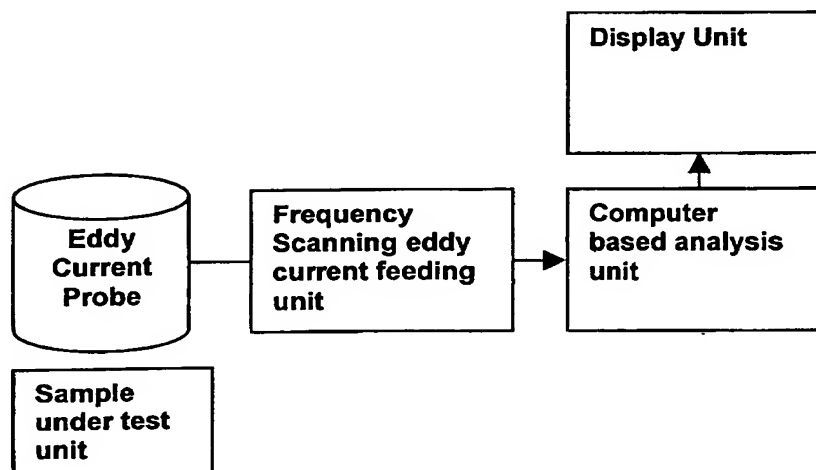 Display Unit
Eddy
Current
Probe
Frequency
Scanning eddy
current feeding
unit
Computer
based analysis
unit
Sample
under test
unit